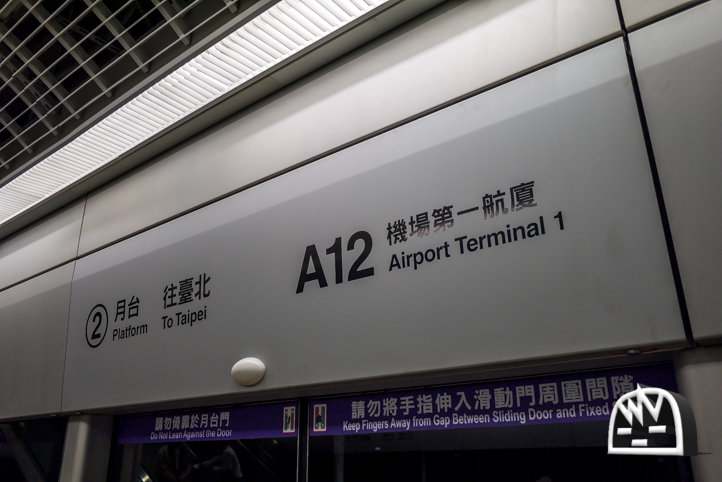 2 月台 往臺北
Platform To Taipei
A12 機場第一航廈
Airport Terminal 1
請勿倚靠於月台門
Do Not Lean Against the Door
請勿將手指伸入滑動門周圍間隙
Keep Fingers Away from Gap Between Sliding Door and Fixed